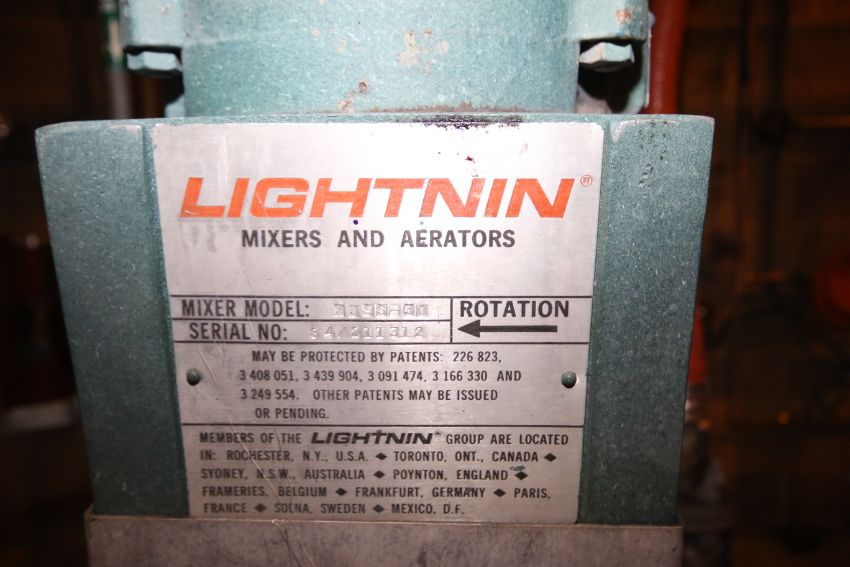 LIGHTNIN®
MIXERS AND AERATORS
MIXER MODEL:
SERIAL NO:
ROTATION
MAY BE PROTECTED BY PATENTS: 226 823,
3 408 051, 3 439 904, 3 091 474, 3 166 330 AND
3 249 554. OTHER PATENTS MAY BE ISSUED
OR PENDING.
MEMBERS OF THE LIGHTNIN® GROUP ARE LOCATED
IN: ROCHESTER, N.Y., U.S.A. ◆ TORONTO, ONT., CANADA ◆
SYDNEY, N.S.W., AUSTRALIA ◆ POYNTON, ENGLAND ◆
FRAMERIES, BELGIUM ◆ FRANKFURT, GERMANY ◆ PARIS,
FRANCE ◆ SOLNA, SWEDEN ◆ MEXICO, D.F.